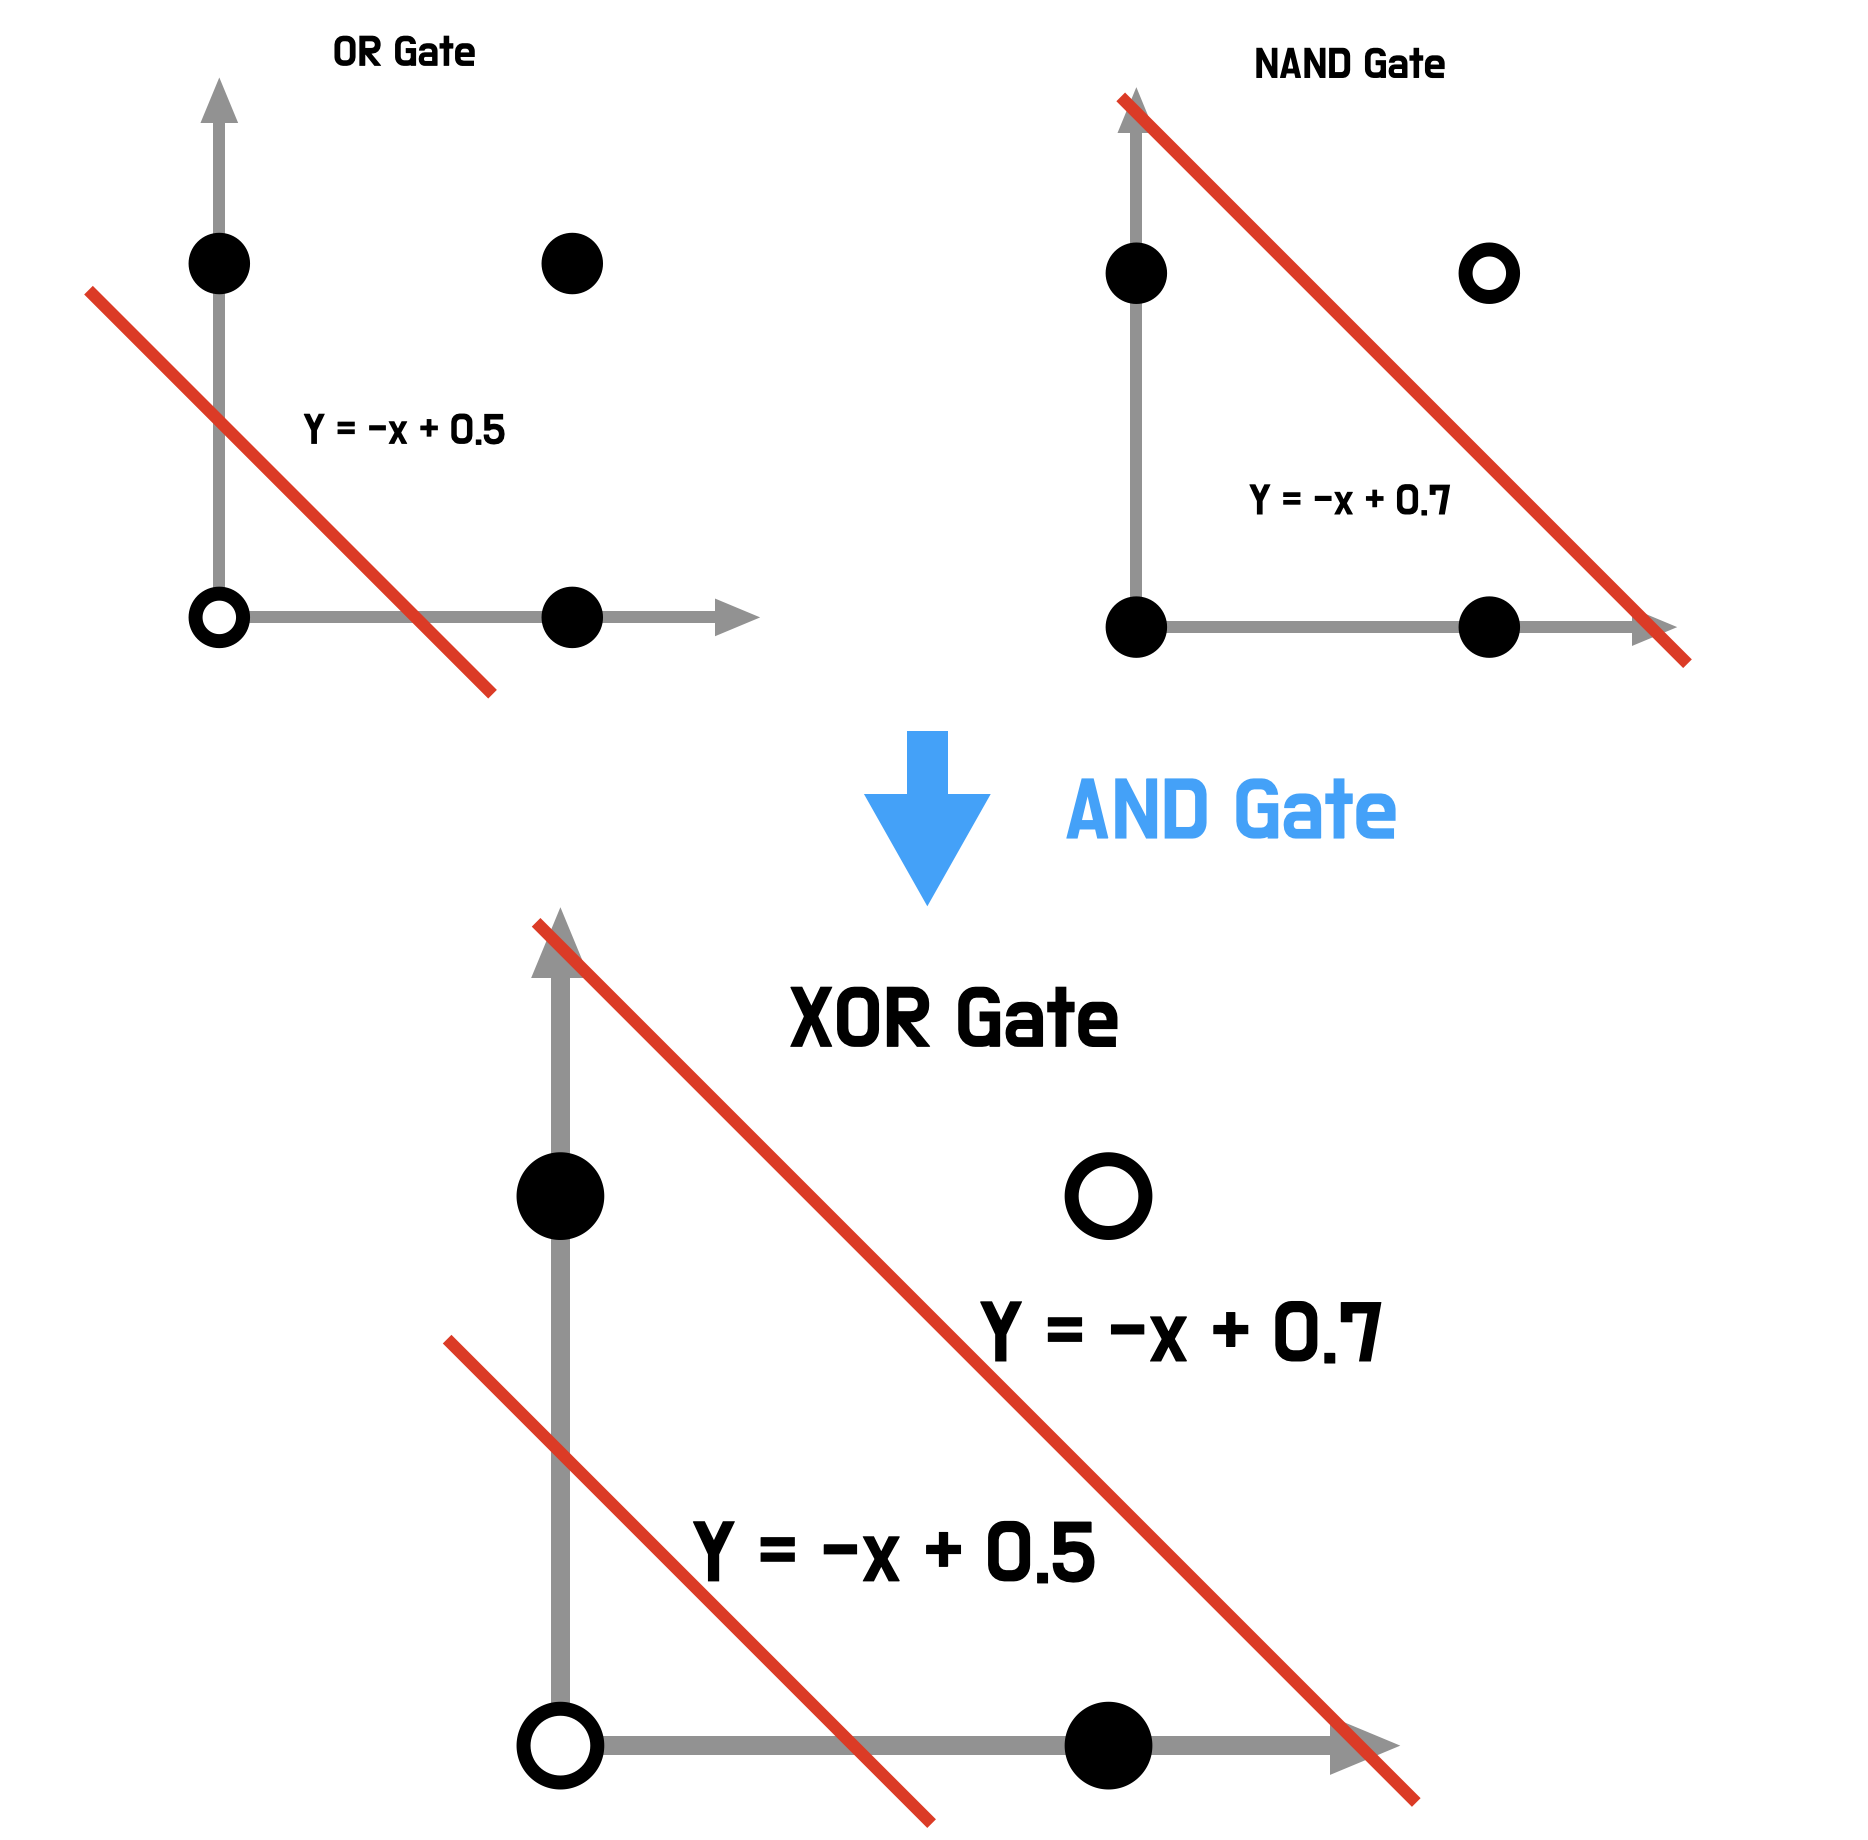 OR Gate
NAND Gate
Y = -x + 0.5
Y = -x + 0.7
AND Gate
XOR Gate
Y = -x + 0.7
Y = -x + 0.5